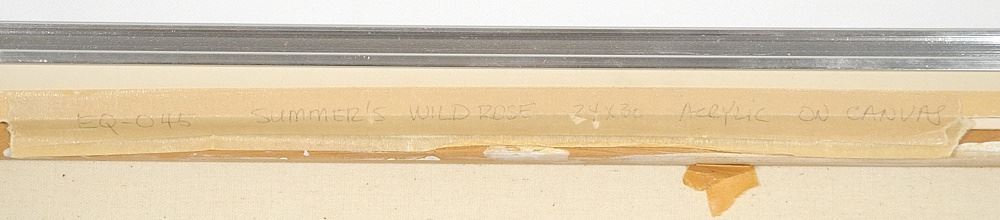 EQ-045 SUMMER'S WILD ROSE 24X30 ACRYLIC ON CANVAS